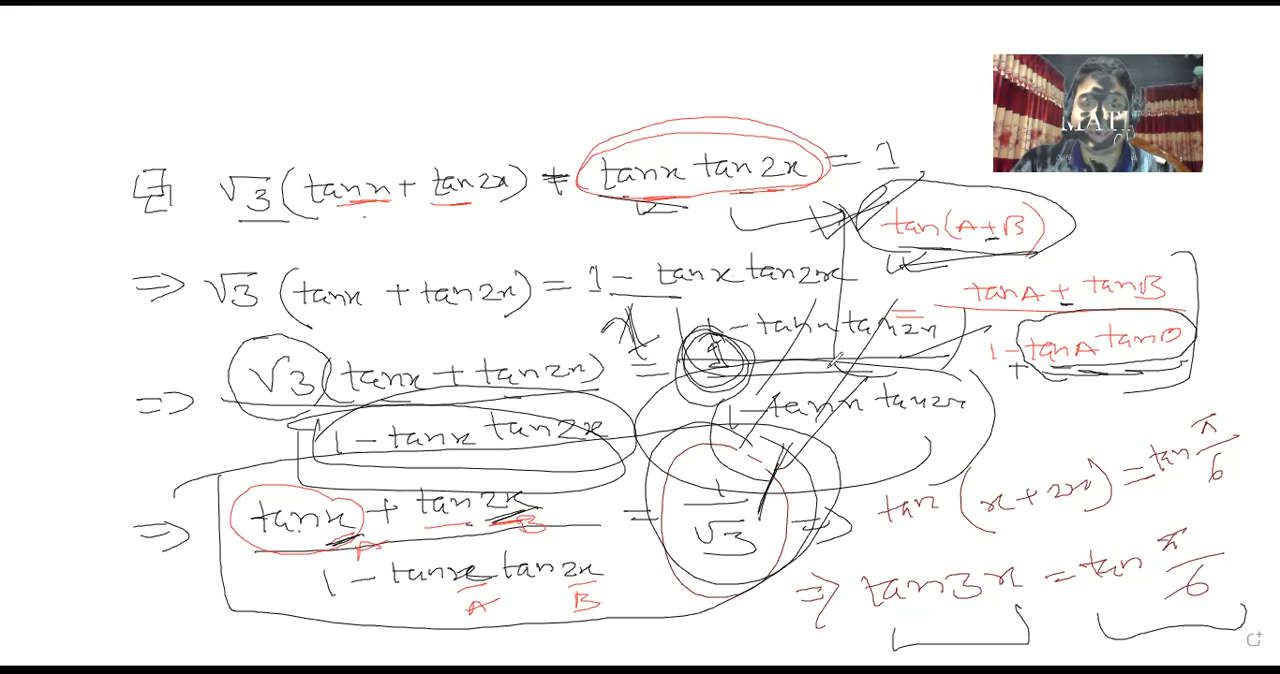 √3 (tanx + tan2x) + tanx tan2x = 1
tan(A+B)
⇒ √3 (tanx + tan2x) = 1 - tanx tan2x
= tanA + tanB
1 - tanA tanB
+
⇒ √3 (tanx + tan2x) = 1 - tanx tan2x
1 - tanx tan2x 1 - tanx tan2x
⇒ tanx + tan2x = 1
1 - tanx tan2x √3
A B
A B
⇒ tan (x + 2x) = tan π/6
⇒ tan3x = tan π/6